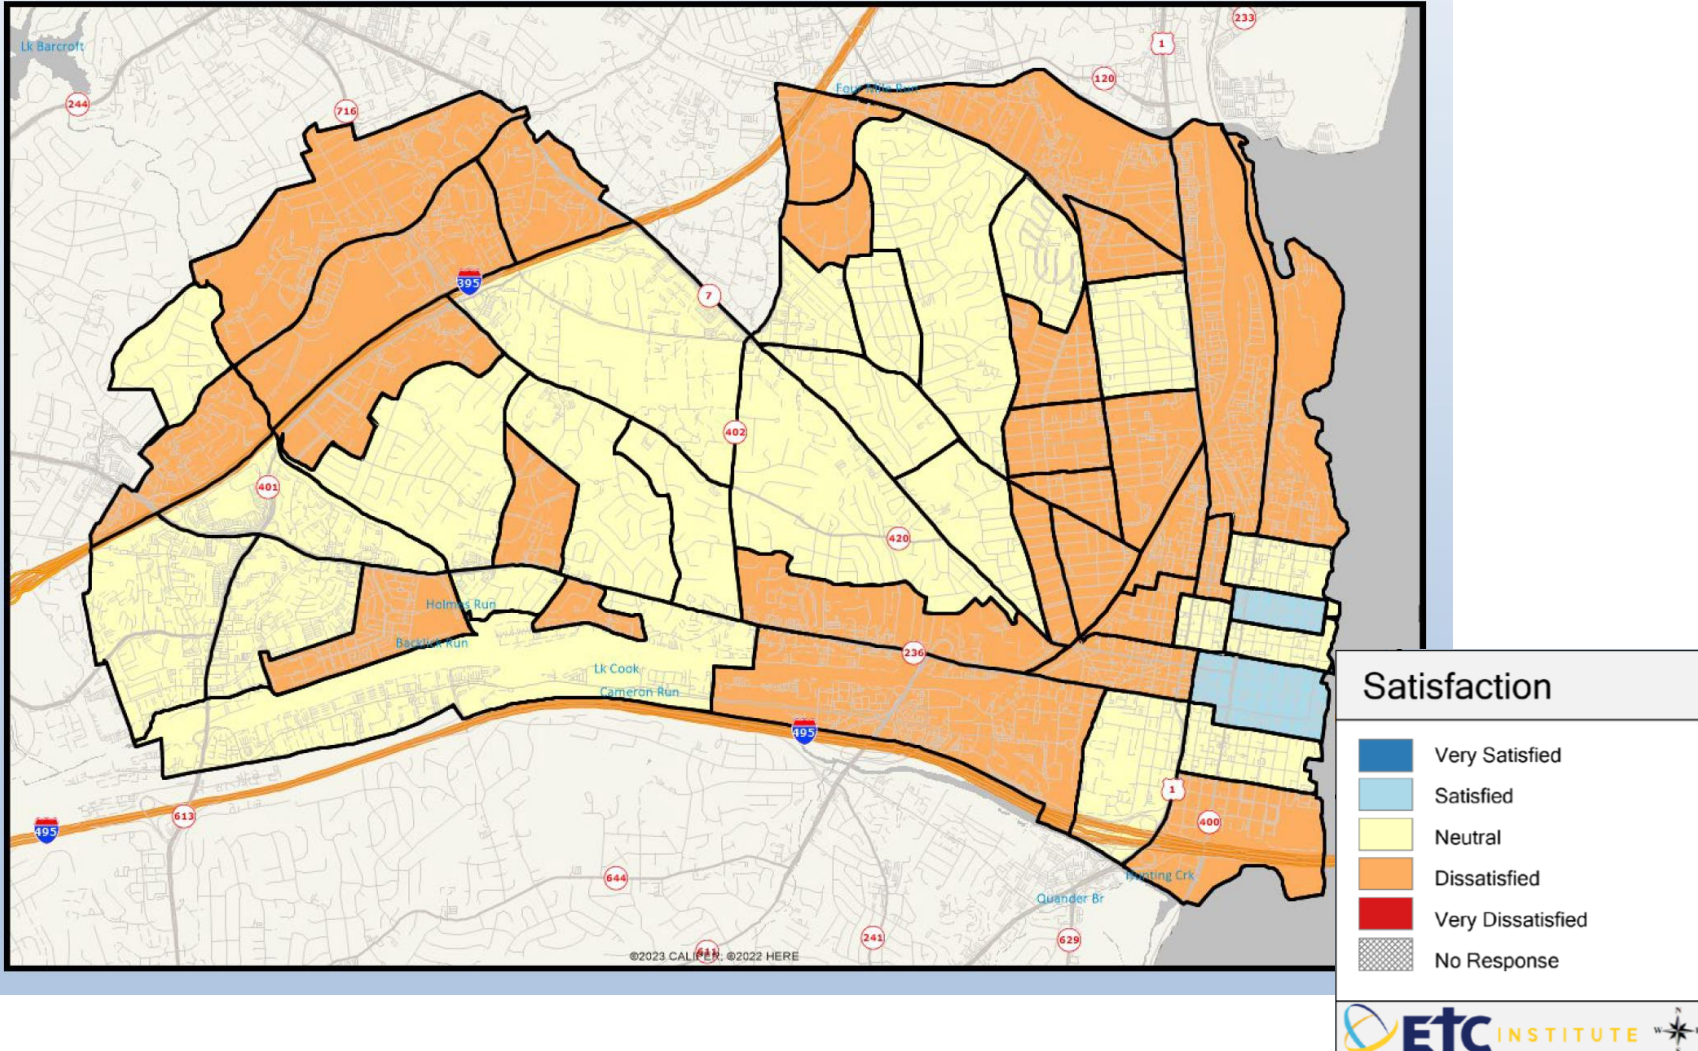 Lk Barcroft
244
716
233
1
120
Four Mile Run
395
7
402
401
420
Holmes Run
Backlick Run
236
Lk Cook
Cameron Run
495
1
400
613
495
644
Hunting Crk
Quander Br
241
629
611
©2023 CALIPER; ©2022 HERE
Satisfaction
Very Satisfied
Satisfied
Neutral
Dissatisfied
Very Dissatisfied
No Response
ETC INSTITUTE
N
W
E